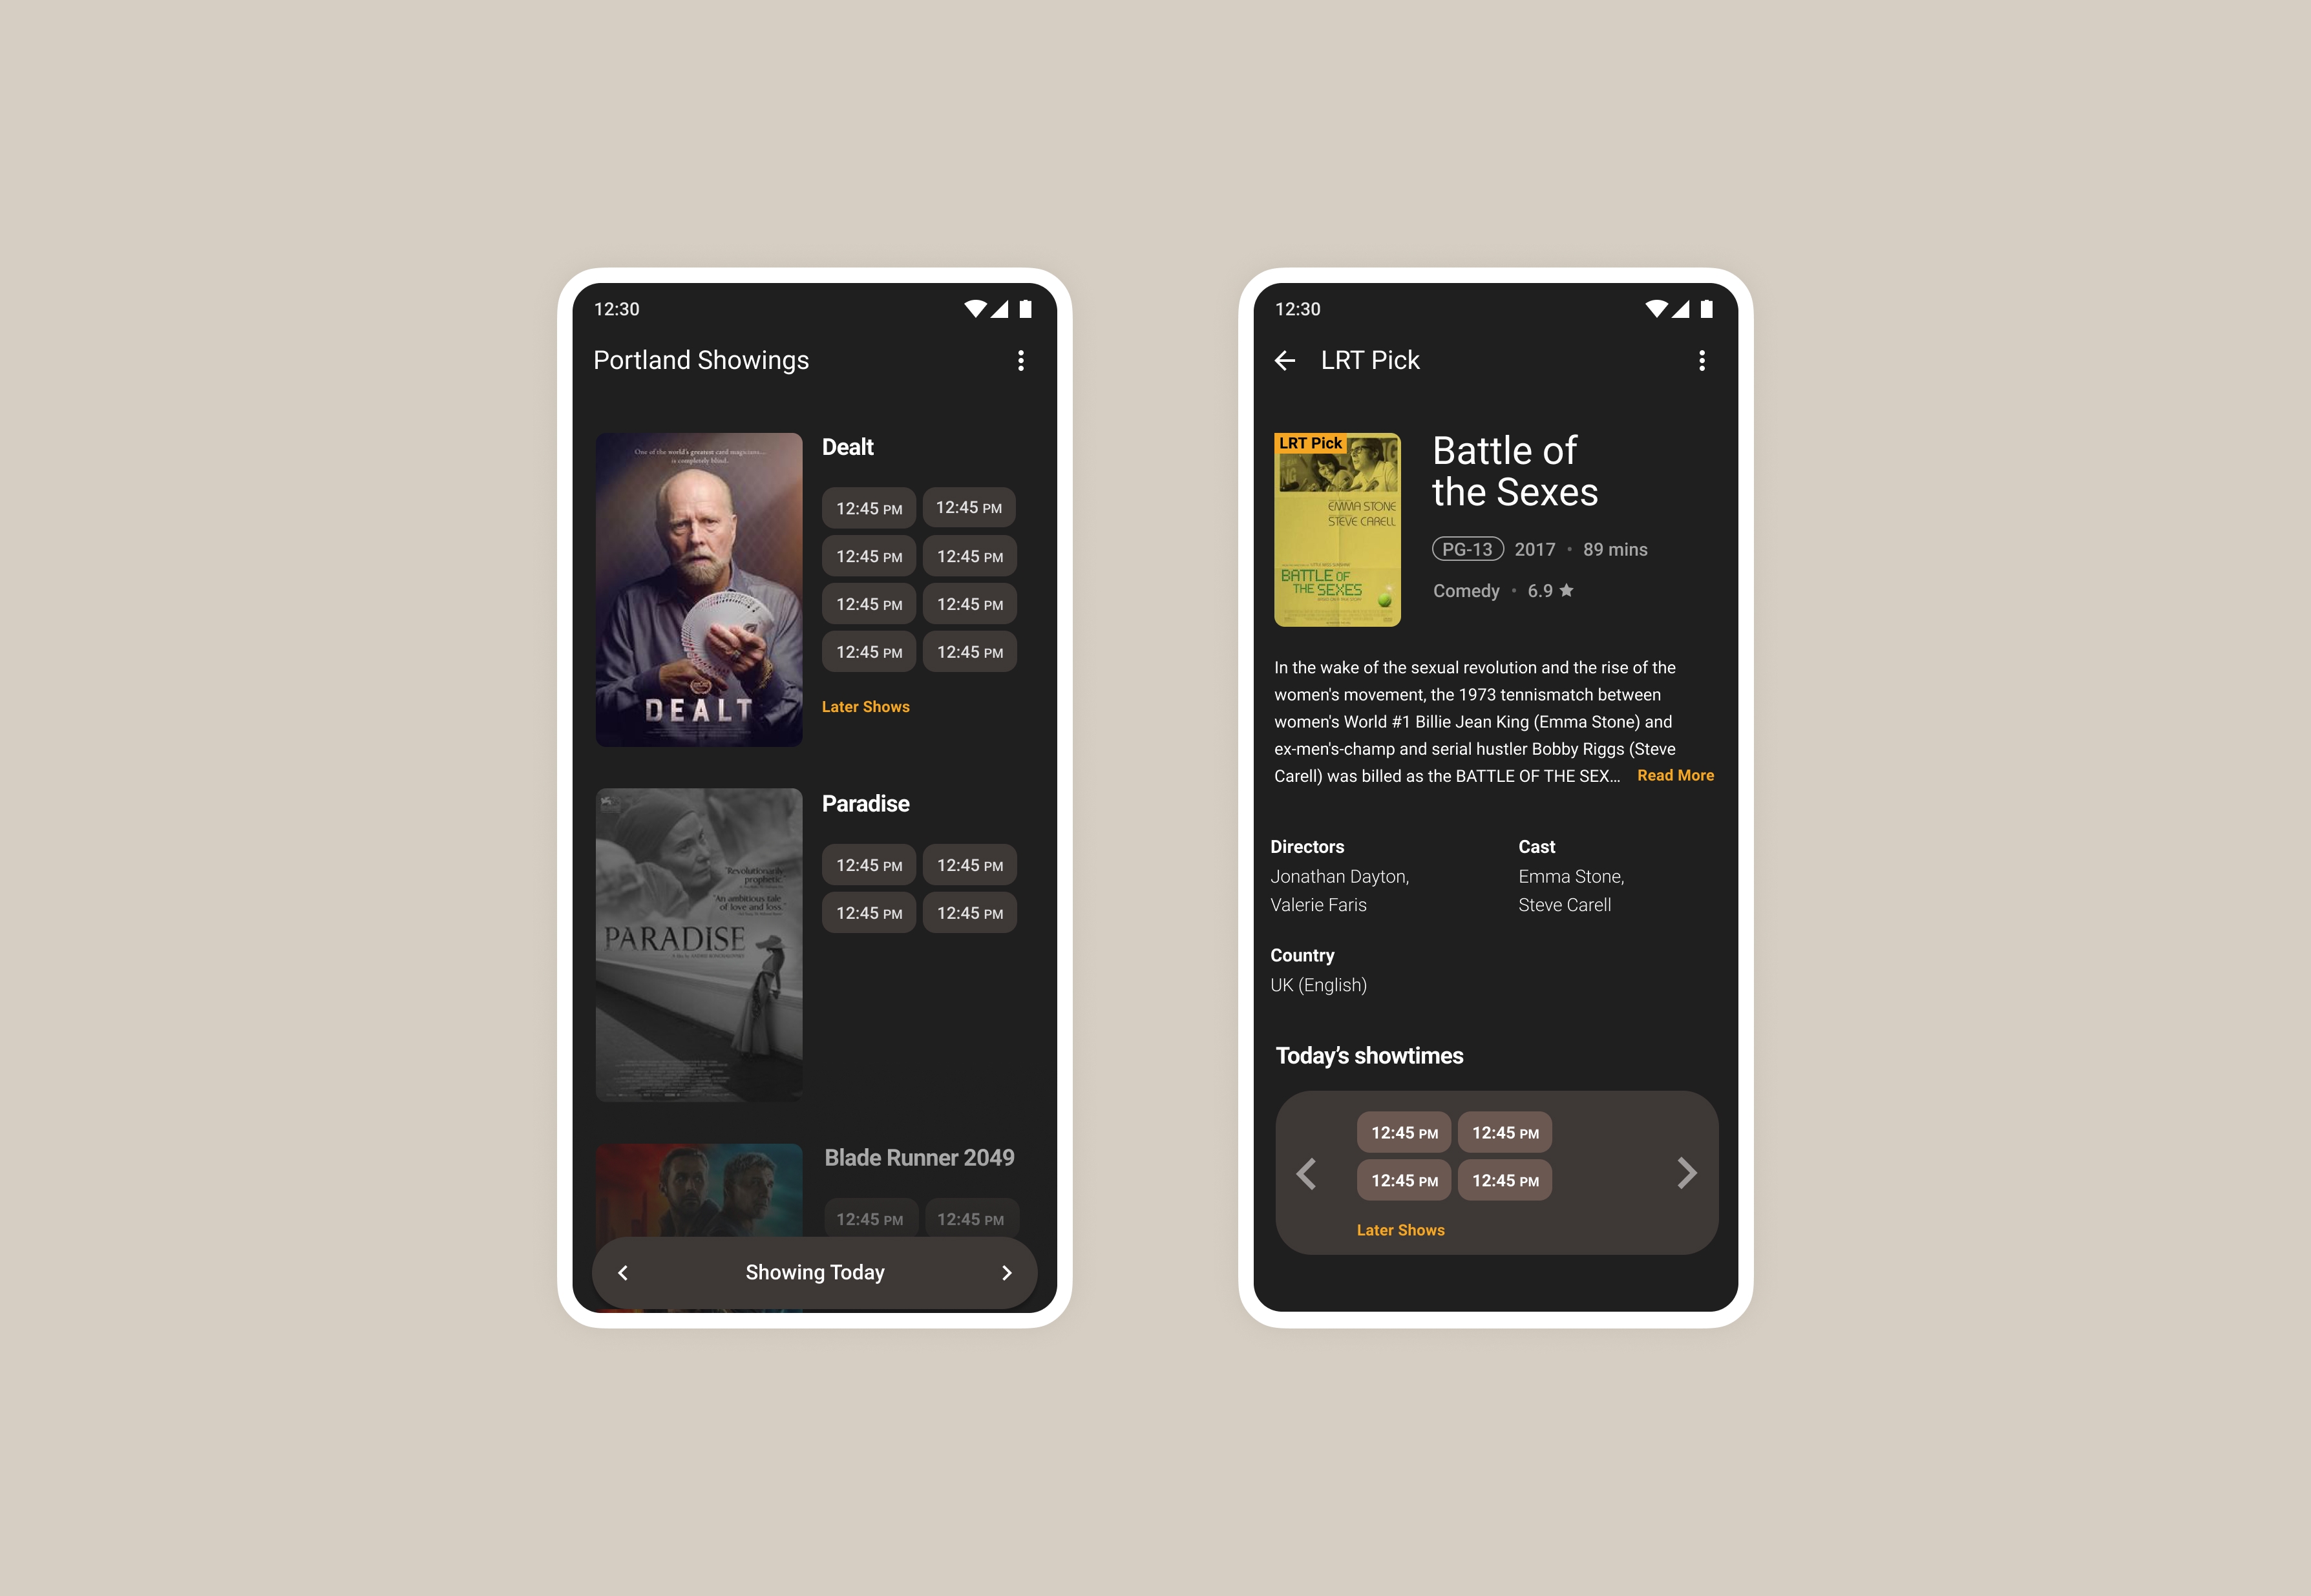 12:30
Portland Showings
One of the world's greatest card magicians...
is completely blind.
DEALT
Dealt
12:45 PM 12:45 PM
12:45 PM 12:45 PM
12:45 PM 12:45 PM
12:45 PM 12:45 PM
Later Shows
"Revolutionarily
prophetic."
"An ambitious tale
of love and loss."
PARADISE
Paradise
12:45 PM 12:45 PM
12:45 PM 12:45 PM
Blade Runner 2049
12:45 PM 12:45 PM
Showing Today
12:30
LRT Pick
LRT Pick
EMMA STONE
STEVE CARELL
BATTLE OF
THE SEXES
Battle of
the Sexes
PG-13 2017 • 89 mins
Comedy • 6.9 ★
In the wake of the sexual revolution and the rise of the
women's movement, the 1973 tennismatch between
women's World #1 Billie Jean King (Emma Stone) and
ex-men's-champ and serial hustler Bobby Riggs (Steve
Carell) was billed as the BATTLE OF THE SEX... Read More
Directors
Jonathan Dayton,
Valerie Faris
Cast
Emma Stone,
Steve Carell
Country
UK (English)
Today’s showtimes
12:45 PM 12:45 PM
12:45 PM 12:45 PM
Later Shows